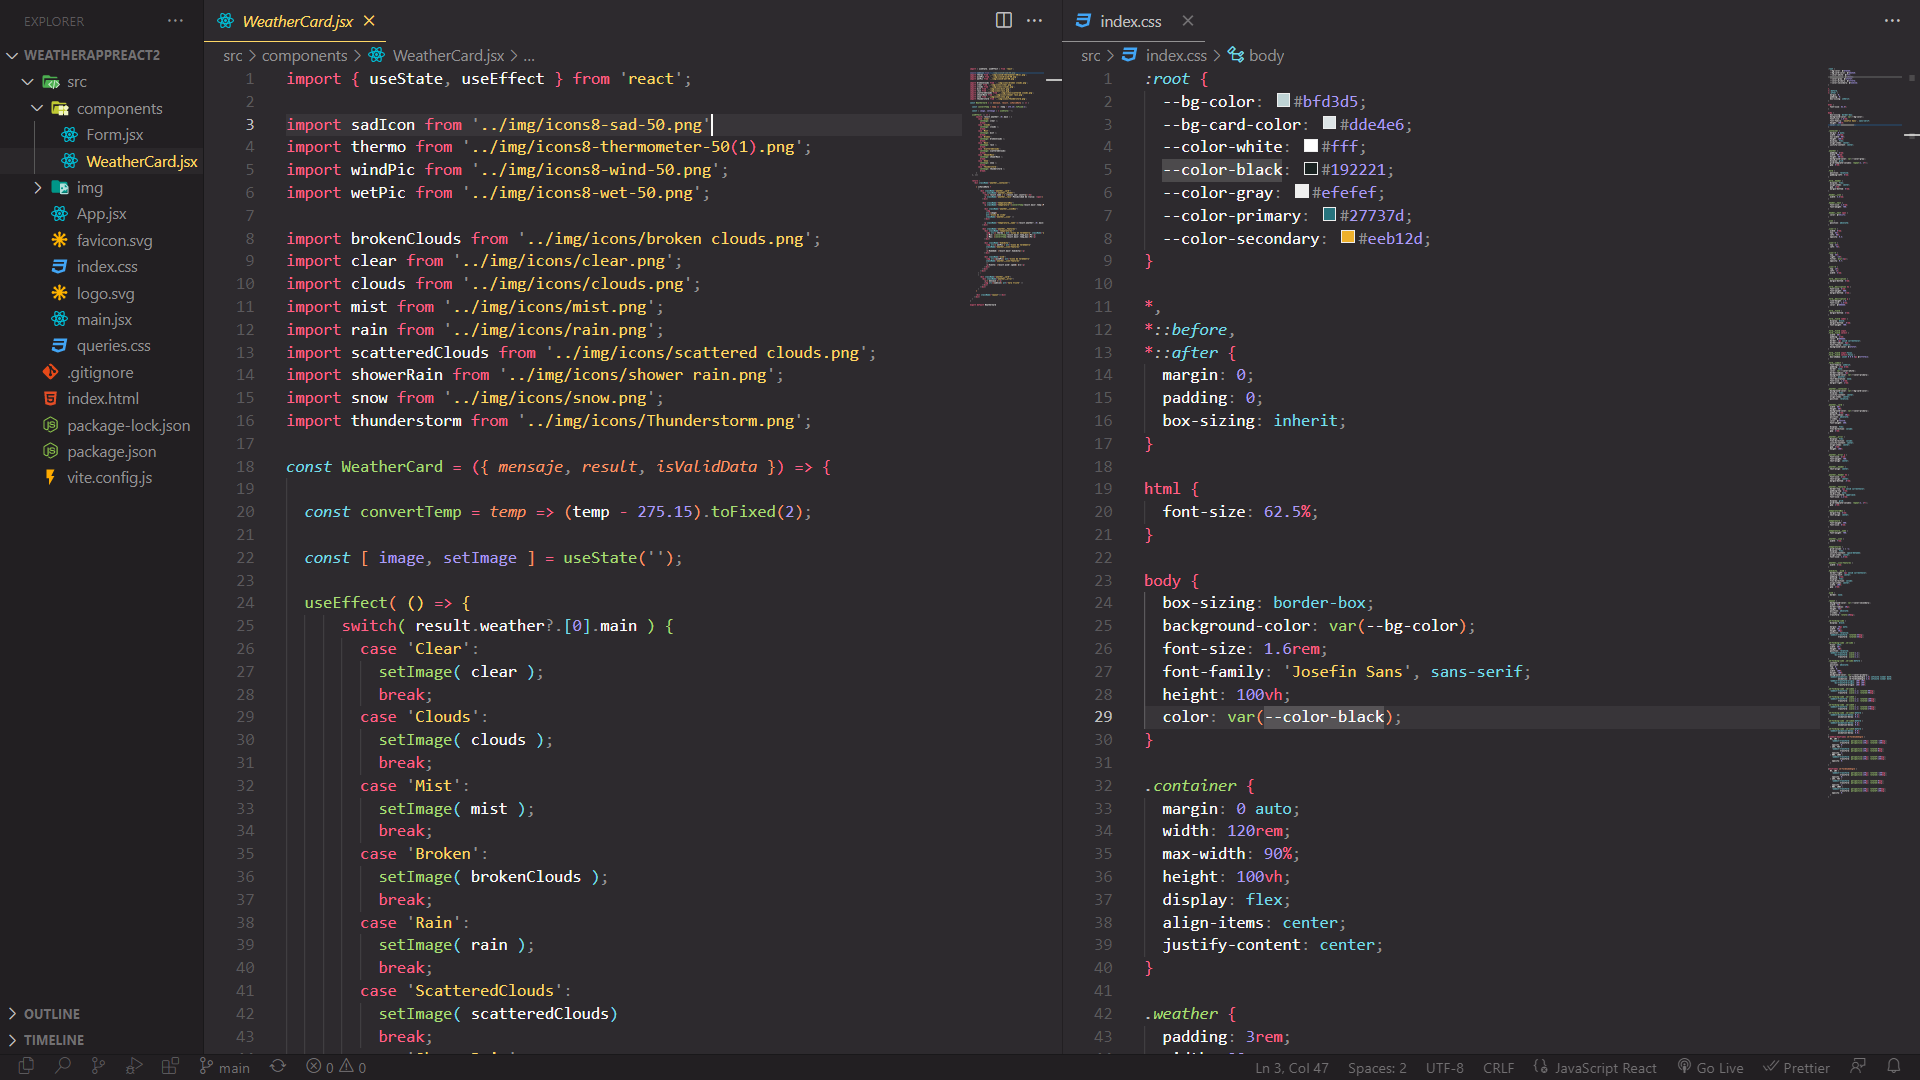 EXPLORER
WEATHERAPPREACT2
src
components
Form.jsx
WeatherCard.jsx
img
App.jsx
favicon.svg
index.css
logo.svg
main.jsx
queries.css
.gitignore
index.html
package-lock.json
package.json
vite.config.js
OUTLINE
TIMELINE
WeatherCard.jsx
src > components > WeatherCard.jsx > ...
1 import { useState, useEffect } from 'react';
2
3 import sadIcon from '../img/icons8-sad-50.png'
4 import thermo from '../img/icons8-thermometer-50(1).png';
5 import windPic from '../img/icons8-wind-50.png';
6 import wetPic from '../img/icons8-wet-50.png';
7
8 import brokenClouds from '../img/icons/broken clouds.png';
9 import clear from '../img/icons/clear.png';
10 import clouds from '../img/icons/clouds.png';
11 import mist from '../img/icons/mist.png';
12 import rain from '../img/icons/rain.png';
13 import scatteredClouds from '../img/icons/scattered clouds.png';
14 import showerRain from '../img/icons/shower rain.png';
15 import snow from '../img/icons/snow.png';
16 import thunderstorm from '../img/icons/Thunderstorm.png';
17
18 const WeatherCard = ({ mensaje, result, isValidData }) => {
19
20 const convertTemp = temp => (temp - 275.15).toFixed(2);
21
22 const [ image, setImage ] = useState('');
23
24 useEffect( () => {
25 switch( result.weather?.[0].main ) {
26 case 'Clear':
27 setImage( clear );
28 break;
29 case 'Clouds':
30 setImage( clouds );
31 break;
32 case 'Mist':
33 setImage( mist );
34 break;
35 case 'Broken':
36 setImage( brokenClouds );
37 break;
38 case 'Rain':
39 setImage( rain );
40 break;
41 case 'ScatteredClouds':
42 setImage( scatteredClouds)
43 break;
index.css
src > index.css > body
1 :root {
2 --bg-color: #bfd3d5;
3 --bg-card-color: #dde4e6;
4 --color-white: #fff;
5 --color-black: #192221;
6 --color-gray: #efefef;
7 --color-primary: #27737d;
8 --color-secondary: #eeb12d;
9 }
10
11 *,
12 *::before,
13 *::after {
14 margin: 0;
15 padding: 0;
16 box-sizing: inherit;
17 }
18
19 html {
20 font-size: 62.5%;
21 }
22
23 body {
24 box-sizing: border-box;
25 background-color: var(--bg-color);
26 font-size: 1.6rem;
27 font-family: 'Josefin Sans', sans-serif;
28 height: 100vh;
29 color: var(--color-black);
30 }
31
32 .container {
33 margin: 0 auto;
34 width: 120rem;
35 max-width: 90%;
36 height: 100vh;
37 display: flex;
38 align-items: center;
39 justify-content: center;
40 }
41
42 .weather {
43 padding: 3rem;
main 0 0 Ln 3, Col 47 Spaces: 2 UTF-8 CRLF JavaScript React Go Live Prettier